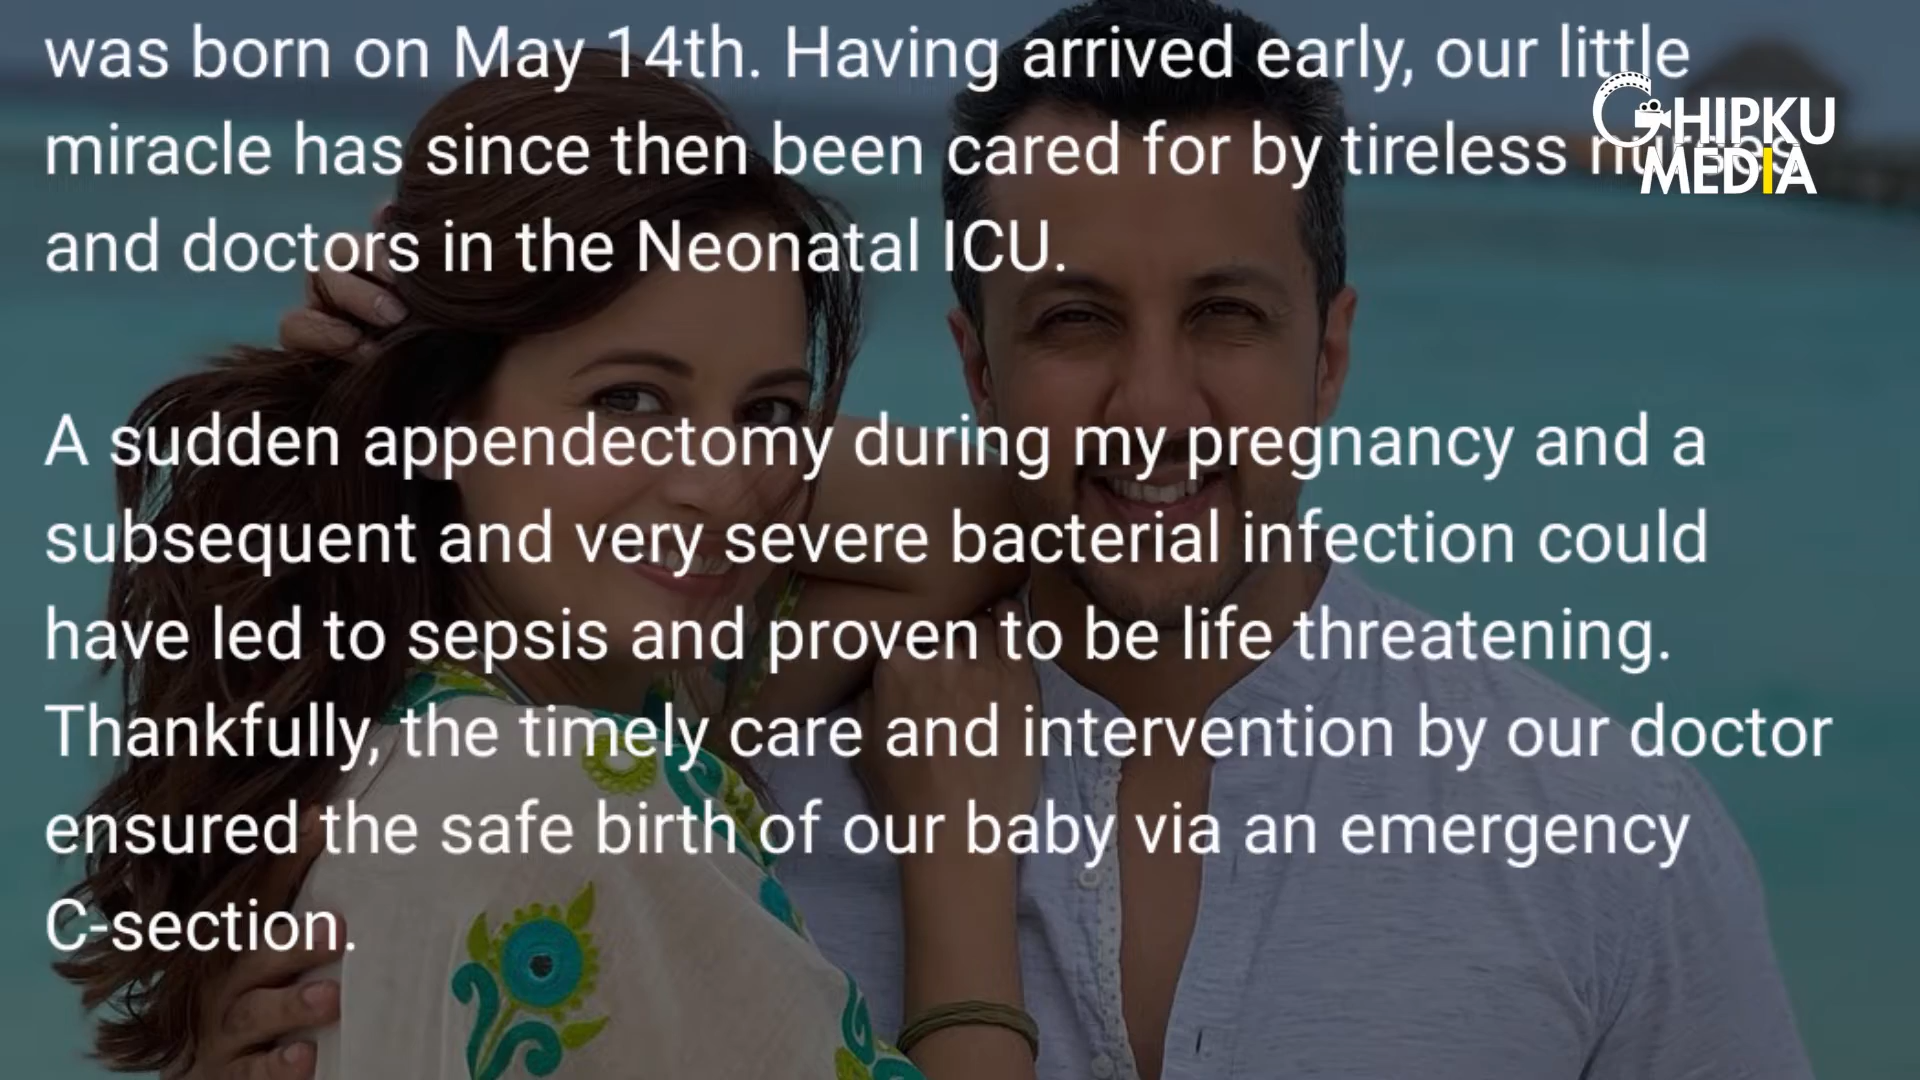 was born on May 14th. Having arrived early, our little
miracle has since then been cared for by tireless nurses
and doctors in the Neonatal ICU.
A sudden appendectomy during my pregnancy and a
subsequent and very severe bacterial infection could
have led to sepsis and proven to be life threatening.
Thankfully, the timely care and intervention by our doctor
ensured the safe birth of our baby via an emergency
C-section.
GHIPKU
MEDIA